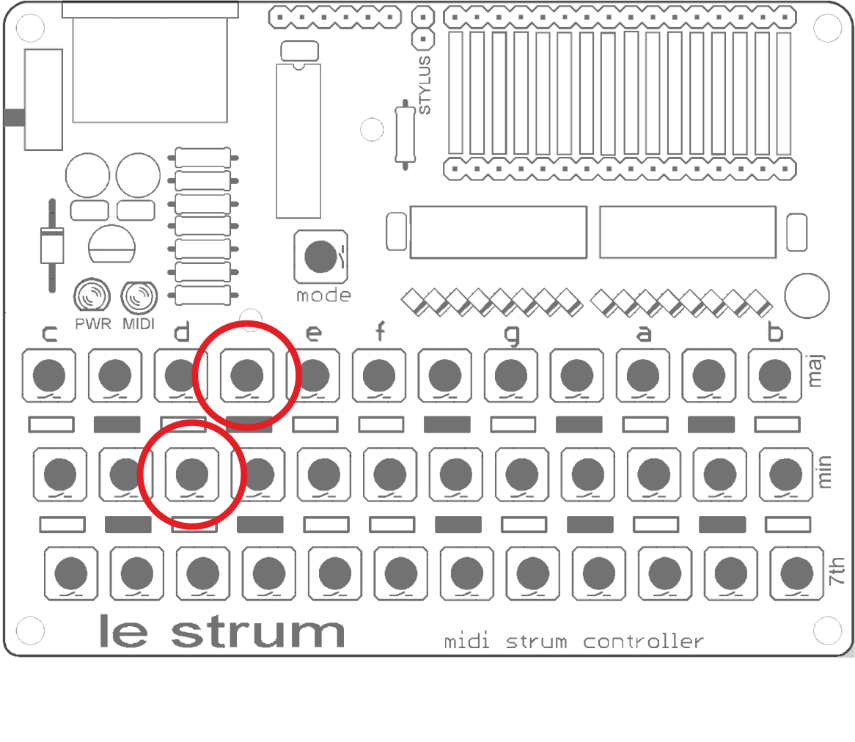 STYLUS
mode
PWR MIDI
c d e f g a b
maj
min
7th
le strum
midi strum controller